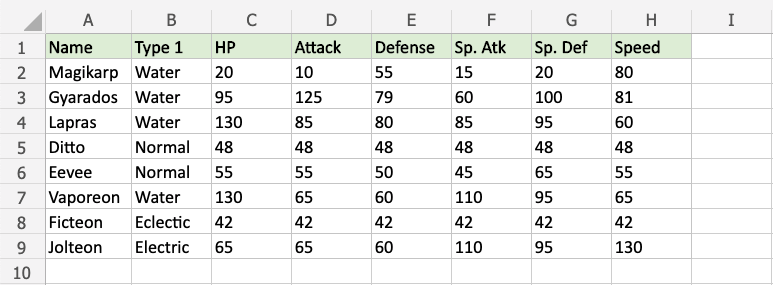 A B C D E F G H I
1 Name Type 1 HP Attack Defense Sp. Atk Sp. Def Speed
2 Magikarp Water 20 10 55 15 20 80
3 Gyarados Water 95 125 79 60 100 81
4 Lapras Water 130 85 80 85 95 60
5 Ditto Normal 48 48 48 48 48 48
6 Eevee Normal 55 55 50 45 65 55
7 Vaporeon Water 130 65 60 110 95 65
8 Ficteon Eclectic 42 42 42 42 42 42
9 Jolteon Electric 65 65 60 110 95 130
10